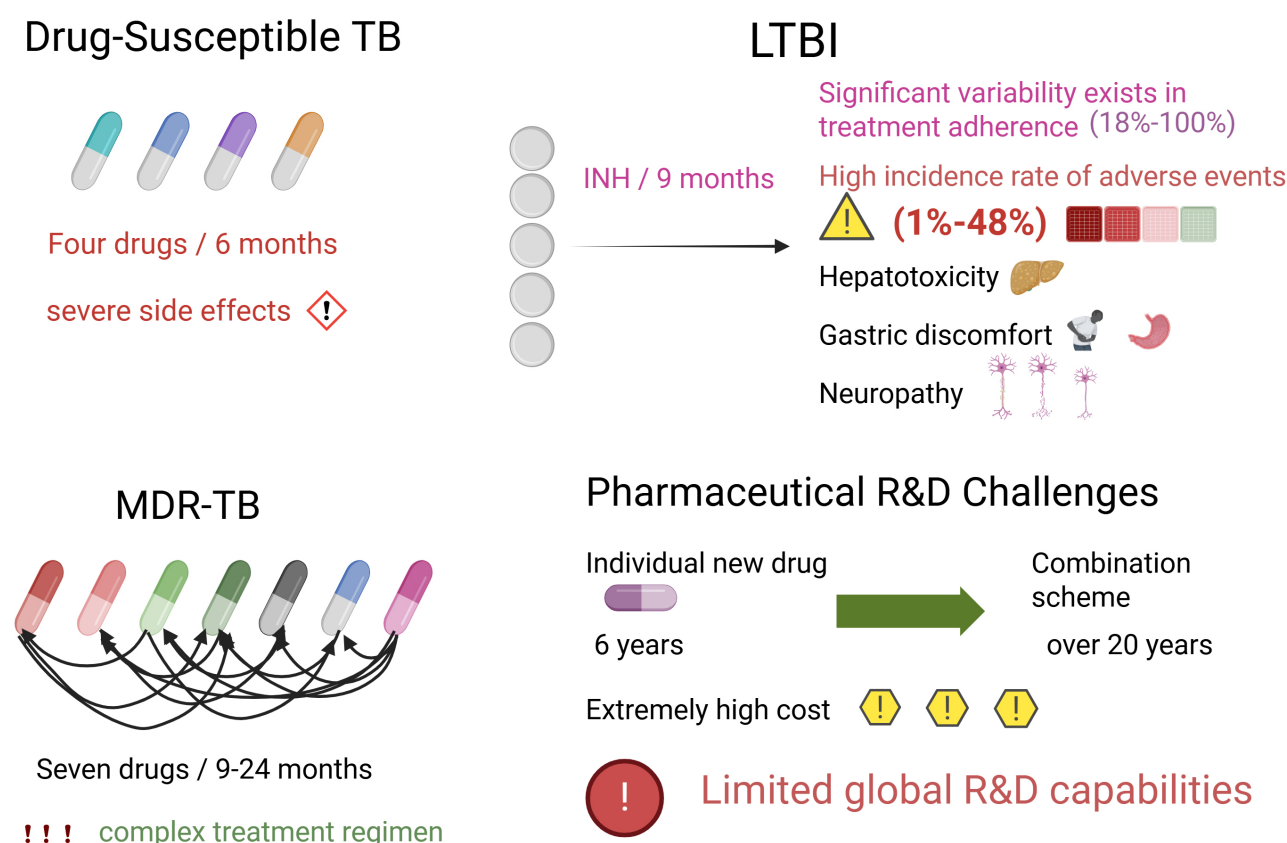 Drug-Susceptible TB
Four drugs / 6 months
severe side effects
!
LTBI
INH / 9 months
Significant variability exists in
treatment adherence (18%-100%)
High incidence rate of adverse events
! (1%-48%)
Hepatotoxicity
Gastric discomfort
Neuropathy
MDR-TB
Seven drugs / 9-24 months
! ! ! complex treatment regimen
Pharmaceutical R&D Challenges
Individual new drug
6 years
Combination
scheme
over 20 years
Extremely high cost ! ! !
! Limited global R&D capabilities